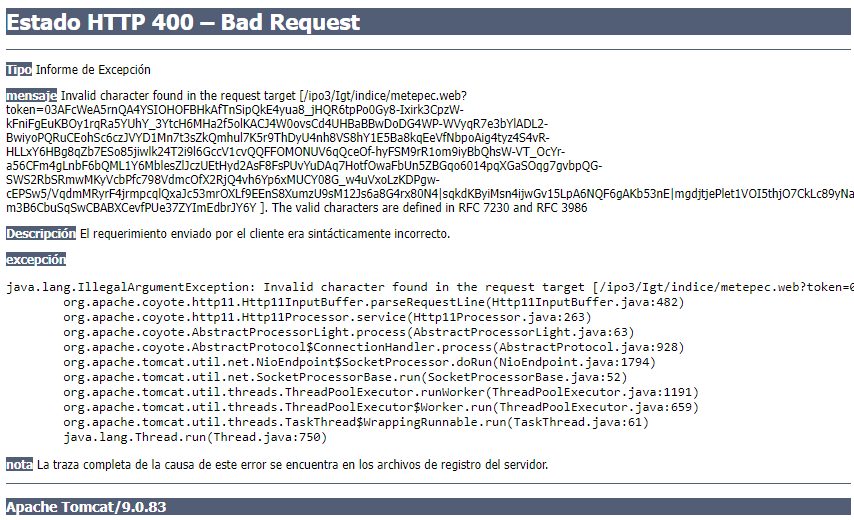 Estado HTTP 400 – Bad Request
Tipo Informe de Excepción
mensaje Invalid character found in the request target [/ipo3/Igt/indice/metepec.web?
token=03AFcWeA5rnQA4YSIOHOFBHkAfTnSipQkE4yua8_jHQR6tpPo0Gy8-Ixirk3CpzW-
kFniFgEuKBOy1rqRa5YUhY_3YtcH6MHa2f5olKACJ4W0ovsCd4UHBaBBwDoDG4WP-WVyqR7e3bYlADL2-
BwiyoPQRuCEohSc6czJVYD1Mn7t3sZkQmhul7K5r9ThDyU4nh8VS8hY1E5Ba8kqEeVfNbpoAig4tyz4S4vR-
HLLxY6HBg8qZb7ESo85jiwlk24T2i9l6GccV1cvQQFFOMONUV6qQceOf-hyFSM9rR1om9iyBbQhsW-VT_OcYr-
a56CFm4gLnbF6bQML1Y6MblesZlJczUEtHyd2AsF8FsPUvYuDAq7HotfOwaFbUn5ZBGqo6014pqXGaSOqg7gvbpQG-
SWS2RbSRmwMKyVcbPfc798VdmcOfX2RjQ4vh6Yp6xMUCY08G_w4uVxoLzKDPgw-
cEPSw5/VqdmMRyrF4jrmpcqlQxaJc53mrOXLf9EEnS8XumzU9sM12Js6a8G4rx80N4|sqkdKByiMsn4ijwGv15LpA6NQF6gAKb53nE|mgdjtjePlet1VOI5thjO7CkLc89yNa
m3B6CbuSqSwCBABXCevfPUe37ZYImEdbrJY6Y ]. The valid characters are defined in RFC 7230 and RFC 3986
Descripción El requerimiento enviado por el cliente era sintácticamente incorrecto.
excepción
java.lang.IllegalArgumentException: Invalid character found in the request target [/ipo3/Igt/indice/metepec.web?token=0
org.apache.coyote.http11.Http11InputBuffer.parseRequestLine(Http11InputBuffer.java:482)
org.apache.coyote.http11.Http11Processor.service(Http11Processor.java:263)
org.apache.coyote.AbstractProcessorLight.process(AbstractProcessorLight.java:63)
org.apache.coyote.AbstractProtocol$ConnectionHandler.process(AbstractProtocol.java:928)
org.apache.tomcat.util.net.NioEndpoint$SocketProcessor.doRun(NioEndpoint.java:1794)
org.apache.tomcat.util.net.SocketProcessorBase.run(SocketProcessorBase.java:52)
org.apache.tomcat.util.threads.ThreadPoolExecutor.runWorker(ThreadPoolExecutor.java:1191)
org.apache.tomcat.util.threads.ThreadPoolExecutor$Worker.run(ThreadPoolExecutor.java:659)
org.apache.tomcat.util.threads.TaskThread$WrappingRunnable.run(TaskThread.java:61)
java.lang.Thread.run(Thread.java:750)
nota La traza completa de la causa de este error se encuentra en los archivos de registro del servidor.
Apache Tomcat/9.0.83